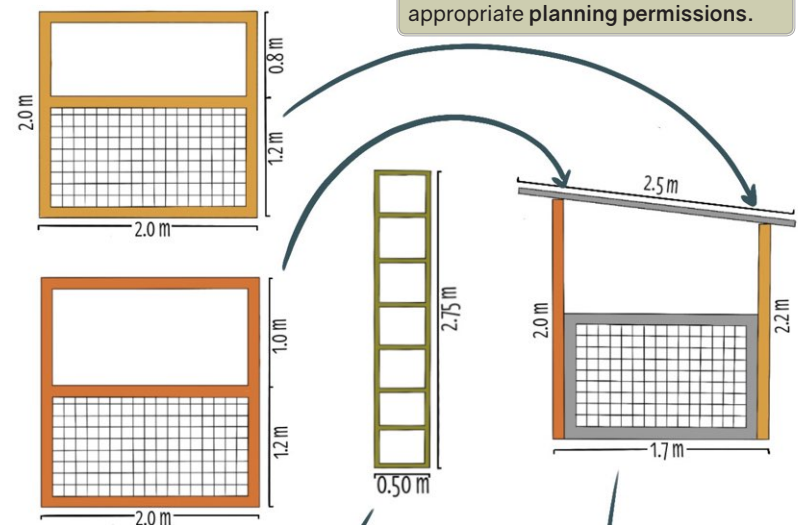 appropriate planning permissions.
2.0 m
0.8 m
1.2 m
2.0 m
1.0 m
1.2 m
2.0 m
2.75 m
0.50 m
2.5 m
2.0 m
2.2 m
1.7 m